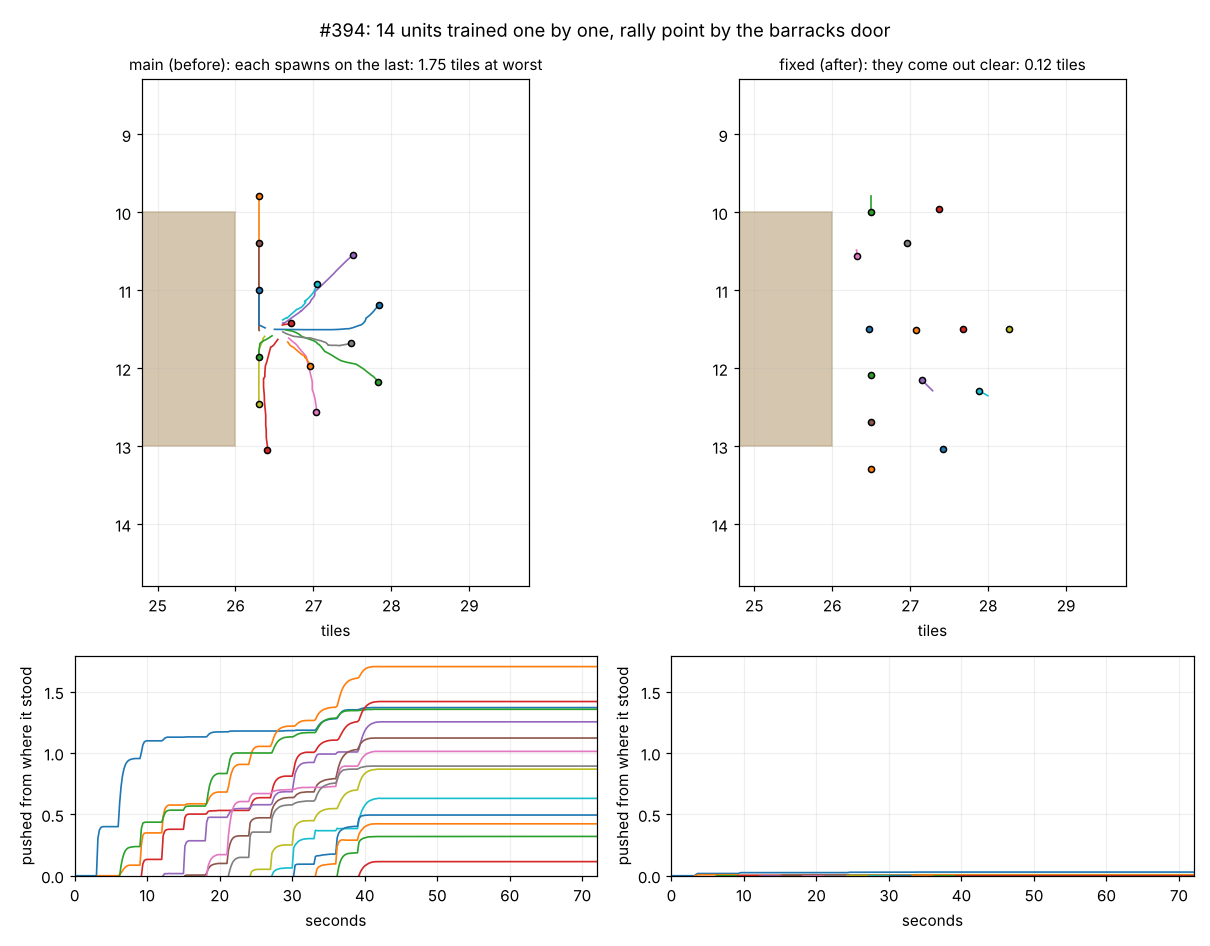 #394: 14 units trained one by one, rally point by the barracks door
main (before): each spawns on the last: 1.75 tiles at worst
fixed (after): they come out clear: 0.12 tiles
9
10
11
12
13
14
25 26 27 28 29
tiles
9
10
11
12
13
14
25 26 27 28 29
tiles
pushed from where it stood
1.5
1.0
0.5
0.0
0 10 20 30 40 50 60 70
seconds
pushed from where it stood
1.5
1.0
0.5
0.0
0 10 20 30 40 50 60 70
seconds